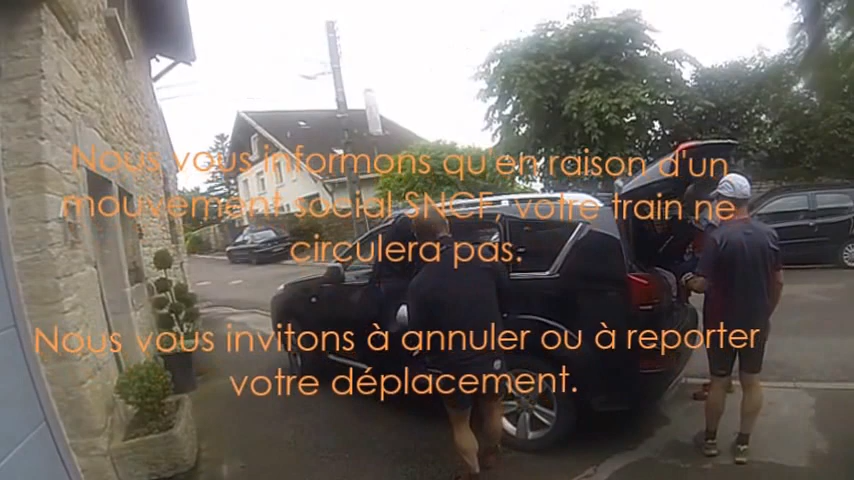 Nous vous informons qu'en raison d'un
mouvement social SNCF, votre train ne
circulera pas.
Nous vous invitons à annuler ou à reporter
votre déplacement.